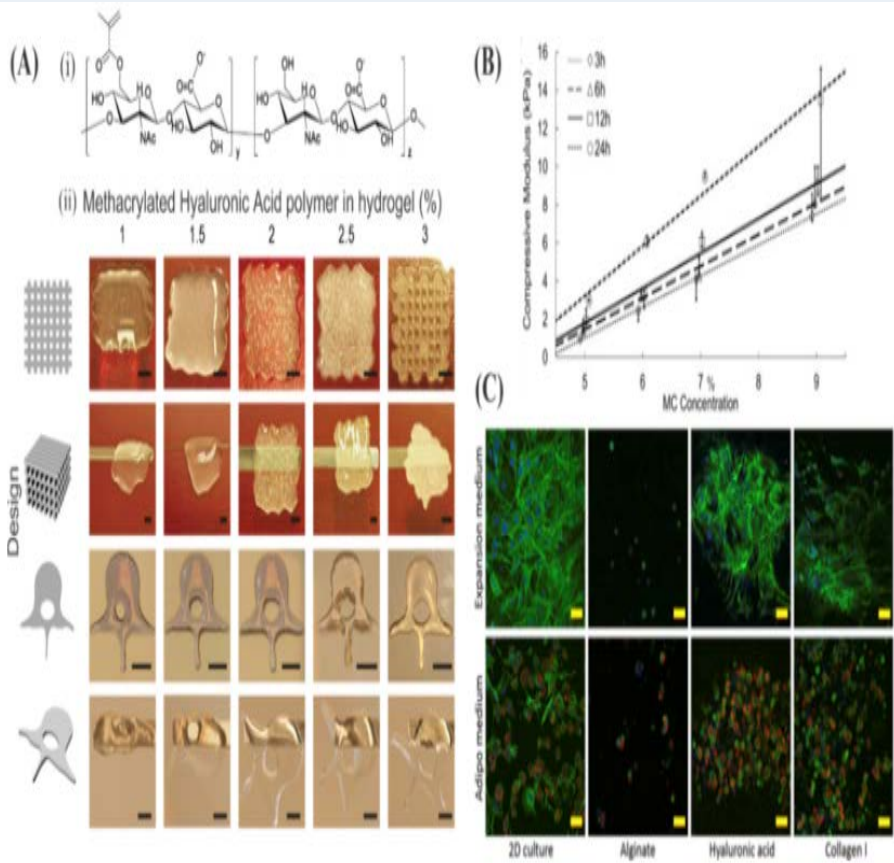 (A)
(i)
O
O
HO
H
O
NAc
O
O⁻
O
O
HO
O
OH
y
O
OH
HO
O
NAc
O
O⁻
O
O
HO
O
OH
z
O
(ii) Methacrylated Hyaluronic Acid polymer in hydrogel (%)
1 1.5 2 2.5 3
Design
(B)
Compressive Modulus (kPa)
16
14
12
10
8
6
4
2
0
3h
6h
12h
24h
5 6 7 % 8 9
MC Concentration
(C)
Expansion medium
Adipo medium
2D culture Alginate Hyaluronic acid Collagen I